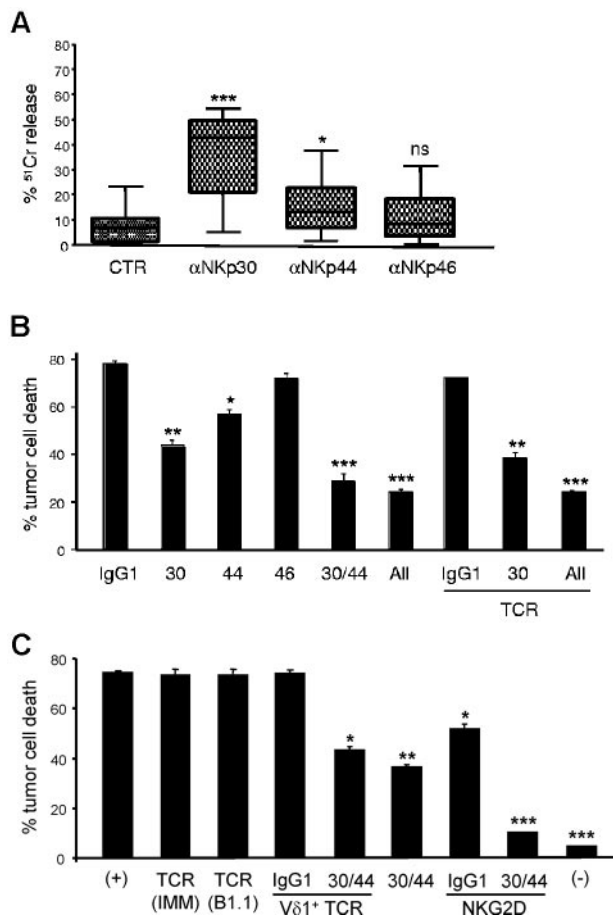 A
% ⁵¹Cr release
80
70
60
50
40
30
20
10
0
***
*
ns
CTR αNKp30 αNKp44 αNKp46
B
% tumor cell death
80
60
40
20
0
**
*
***
***
**
***
IgG1 30 44 46 30/44 All IgG1 30 All
TCR
C
% tumor cell death
80
60
40
20
0
*
**
*
***
***
(+) TCR TCR IgG1 30/44 30/44 IgG1 30/44 (-)
(IMM) (B1.1) Vδ1⁺ TCR NKG2D